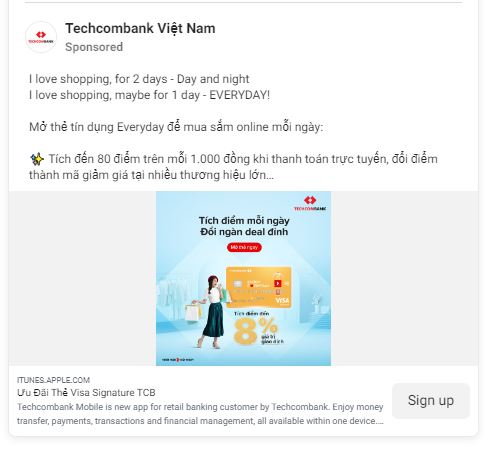 TECHCOMBANK
Techcombank Việt Nam
Sponsored
I love shopping, for 2 days - Day and night
I love shopping, maybe for 1 day - EVERYDAY!
Mở thẻ tín dụng Everyday để mua sắm online mỗi ngày:
✨ Tích đến 80 điểm trên mỗi 1.000 đồng khi thanh toán trực tuyến, đổi điểm
thành mã giảm giá tại nhiều thương hiệu lớn...
TECHCOMBANK
Tích điểm mỗi ngày
Đổi ngàn deal đỉnh
Mở thẻ ngay
VISA
Tích điểm đến
8%
giá trị
giao dịch
ITUNES.APPLE.COM
Ưu Đãi Thẻ Visa Signature TCB
Techcombank Mobile is new app for retail banking customer by Techcombank. Enjoy money
transfer, payments, transactions and financial management, all available within one device....
Sign up